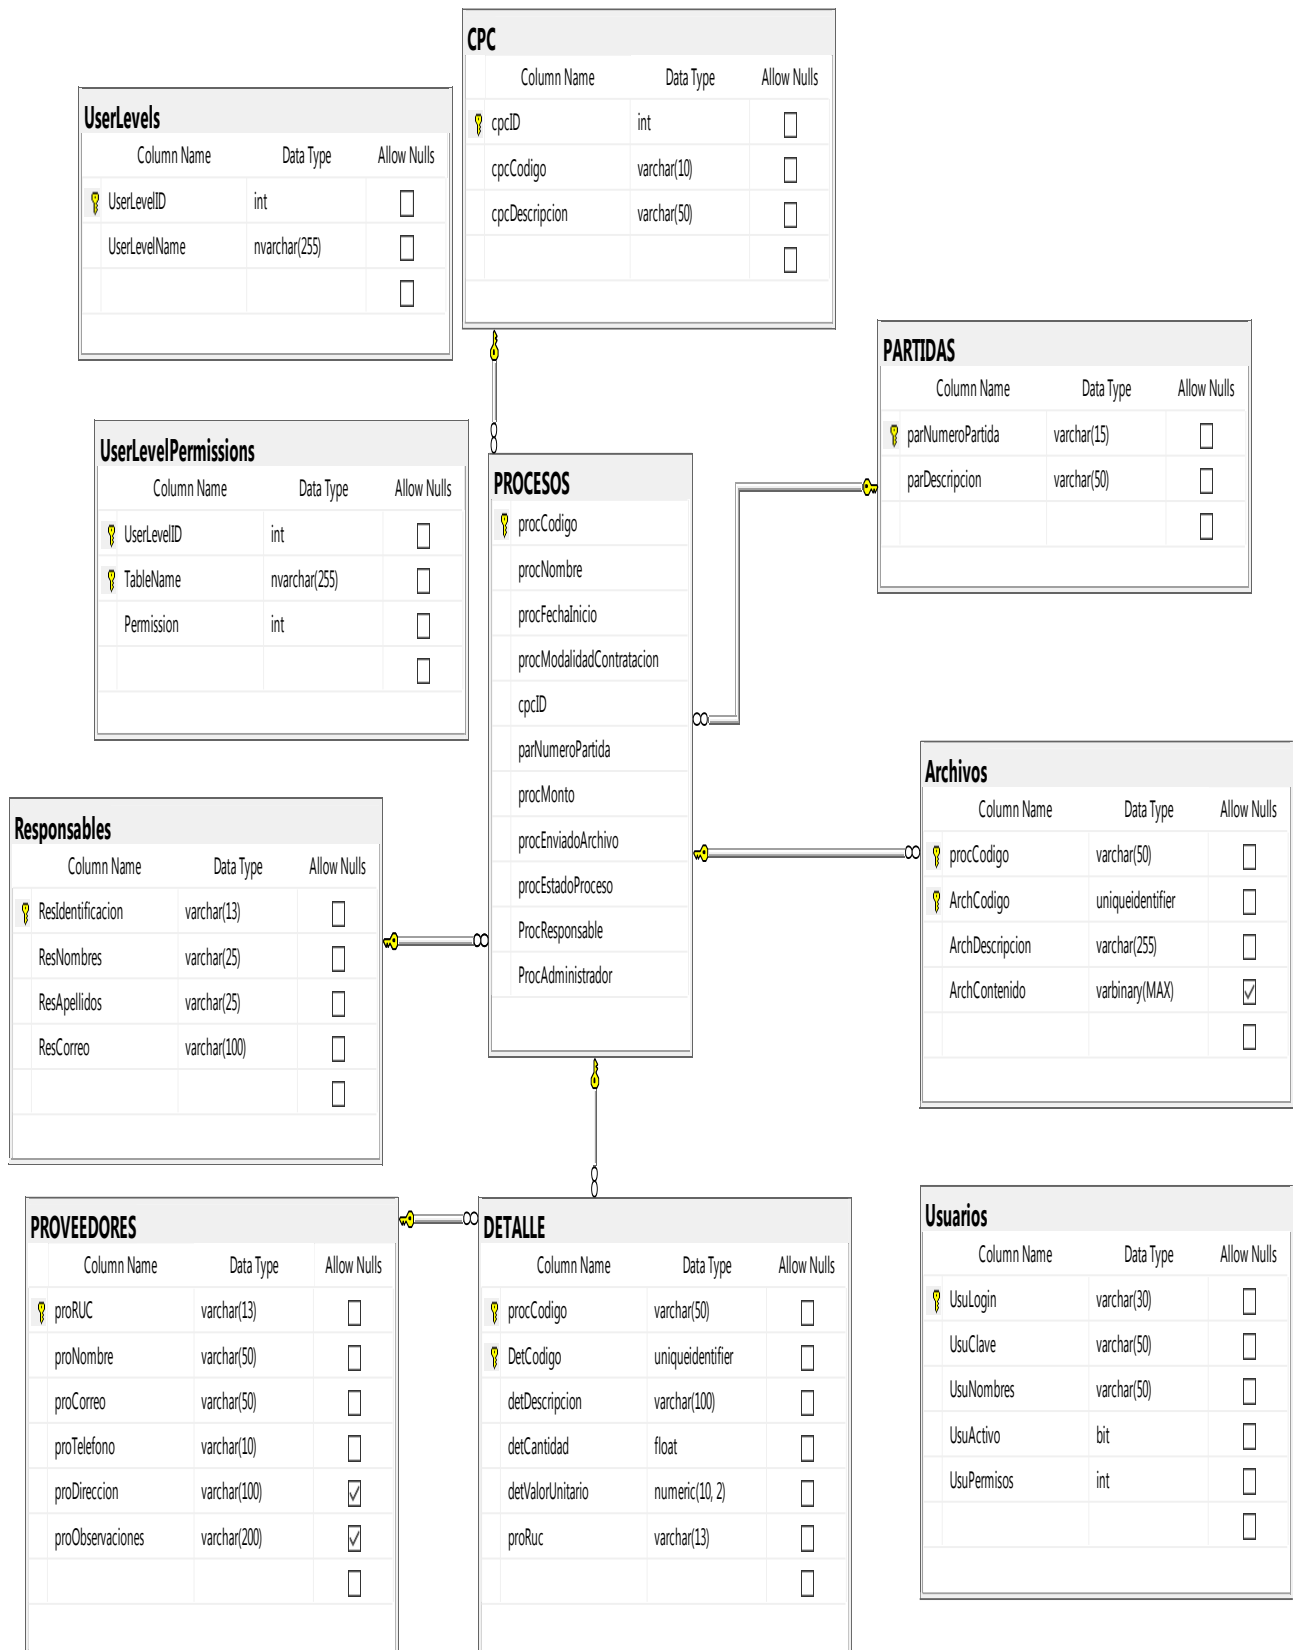 CPC
Column Name Data Type Allow Nulls
cpcID int
cpcCodigo varchar(10)
cpcDescripcion varchar(50)
UserLevels
Column Name Data Type Allow Nulls
UserLevelID int
UserLevelName nvarchar(255)
PARTIDAS
Column Name Data Type Allow Nulls
parNumeroPartida varchar(15)
parDescripcion varchar(50)
UserLevelPermissions
Column Name Data Type Allow Nulls
UserLevelID int
TableName nvarchar(255)
Permission int
PROCESOS
procCodigo
procNombre
procFechaInicio
procModalidadContratacion
cpcID
parNumeroPartida
procMonto
procEnviadoArchivo
procEstadoProceso
ProcResponsable
ProcAdministrador
Archivos
Column Name Data Type Allow Nulls
procCodigo varchar(50)
ArchCodigo uniqueidentifier
ArchDescripcion varchar(255)
ArchContenido varbinary(MAX)
Responsables
Column Name Data Type Allow Nulls
ResIdentificacion varchar(13)
ResNombres varchar(25)
ResApellidos varchar(25)
ResCorreo varchar(100)
PROVEEDORES
Column Name Data Type Allow Nulls
proRUC varchar(13)
proNombre varchar(50)
proCorreo varchar(50)
proTelefono varchar(10)
proDireccion varchar(100)
proObservaciones varchar(200)
DETALLE
Column Name Data Type Allow Nulls
procCodigo varchar(50)
DetCodigo uniqueidentifier
detDescripcion varchar(100)
detCantidad float
detValorUnitario numeric(10, 2)
proRuc varchar(13)
Usuarios
Column Name Data Type Allow Nulls
UsuLogin varchar(30)
UsuClave varchar(50)
UsuNombres varchar(50)
UsuActivo bit
UsuPermisos int